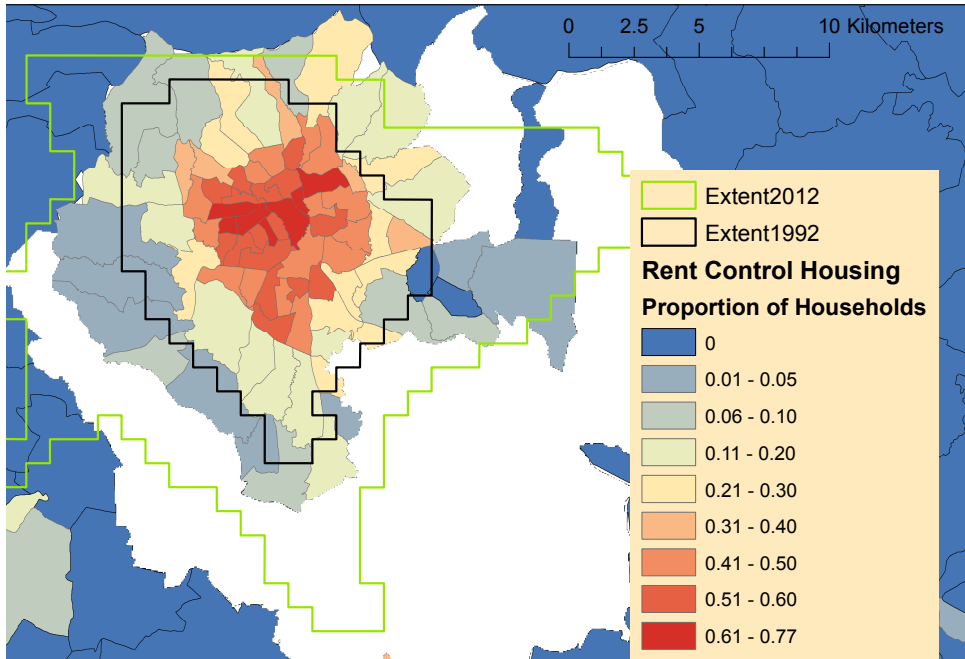 0 2.5 5 10 Kilometers
Extent2012
Extent1992
Rent Control Housing
Proportion of Households
0
0.01 - 0.05
0.06 - 0.10
0.11 - 0.20
0.21 - 0.30
0.31 - 0.40
0.41 - 0.50
0.51 - 0.60
0.61 - 0.77